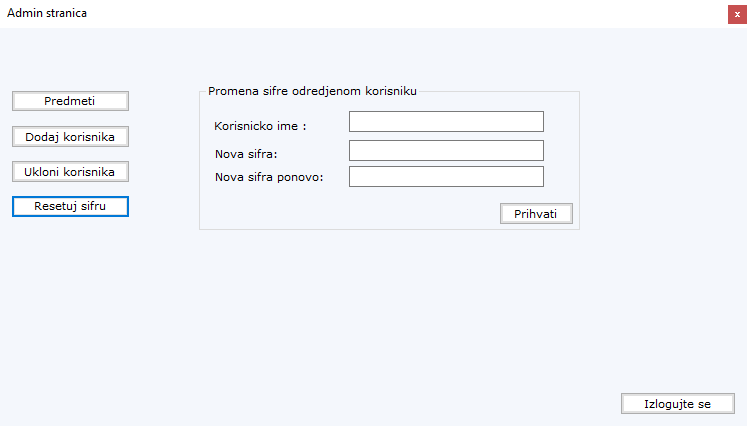 Admin stranica
x
Predmeti
Dodaj korisnika
Ukloni korisnika
Resetuj sifru
Promena sifre odredjenom korisniku
Korisnicko ime :
Nova sifra:
Nova sifra ponovo:
Prihvati
Izlogujte se